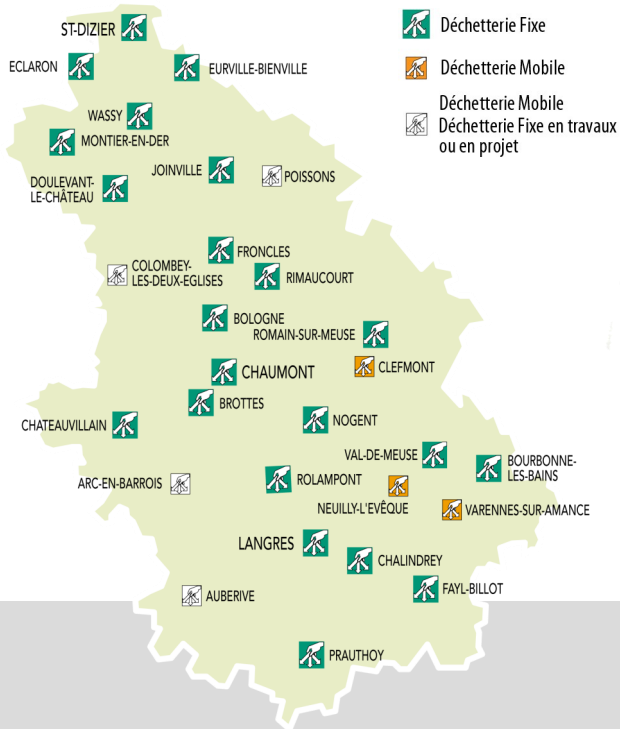 ST-DIZIER
Déchetterie Fixe
ECLARON
EURVILLE-BIENVILLE
Déchetterie Mobile
Déchetterie Mobile
Déchetterie Fixe en travaux
ou en projet
WASSY
MONTIER-EN-DER
JOINVILLE
POISSONS
DOULEVANT-
LE-CHÂTEAU
FRONCLES
COLOMBEY-
LES-DEUX-EGLISES
RIMAUCOURT
BOLOGNE
ROMAIN-SUR-MEUSE
CHAUMONT
CLEFMONT
BROTTES
CHATEAUVILLAIN
NOGENT
VAL-DE-MEUSE
BOURBONNE-
LES-BAINS
ARC-EN-BARROIS
ROLAMPONT
NEUILLY-L'EVÊQUE
VARENNES-SUR-AMANCE
LANGRES
CHALINDREY
FAYL-BILLOT
AUBERIVE
PRAUTHOY